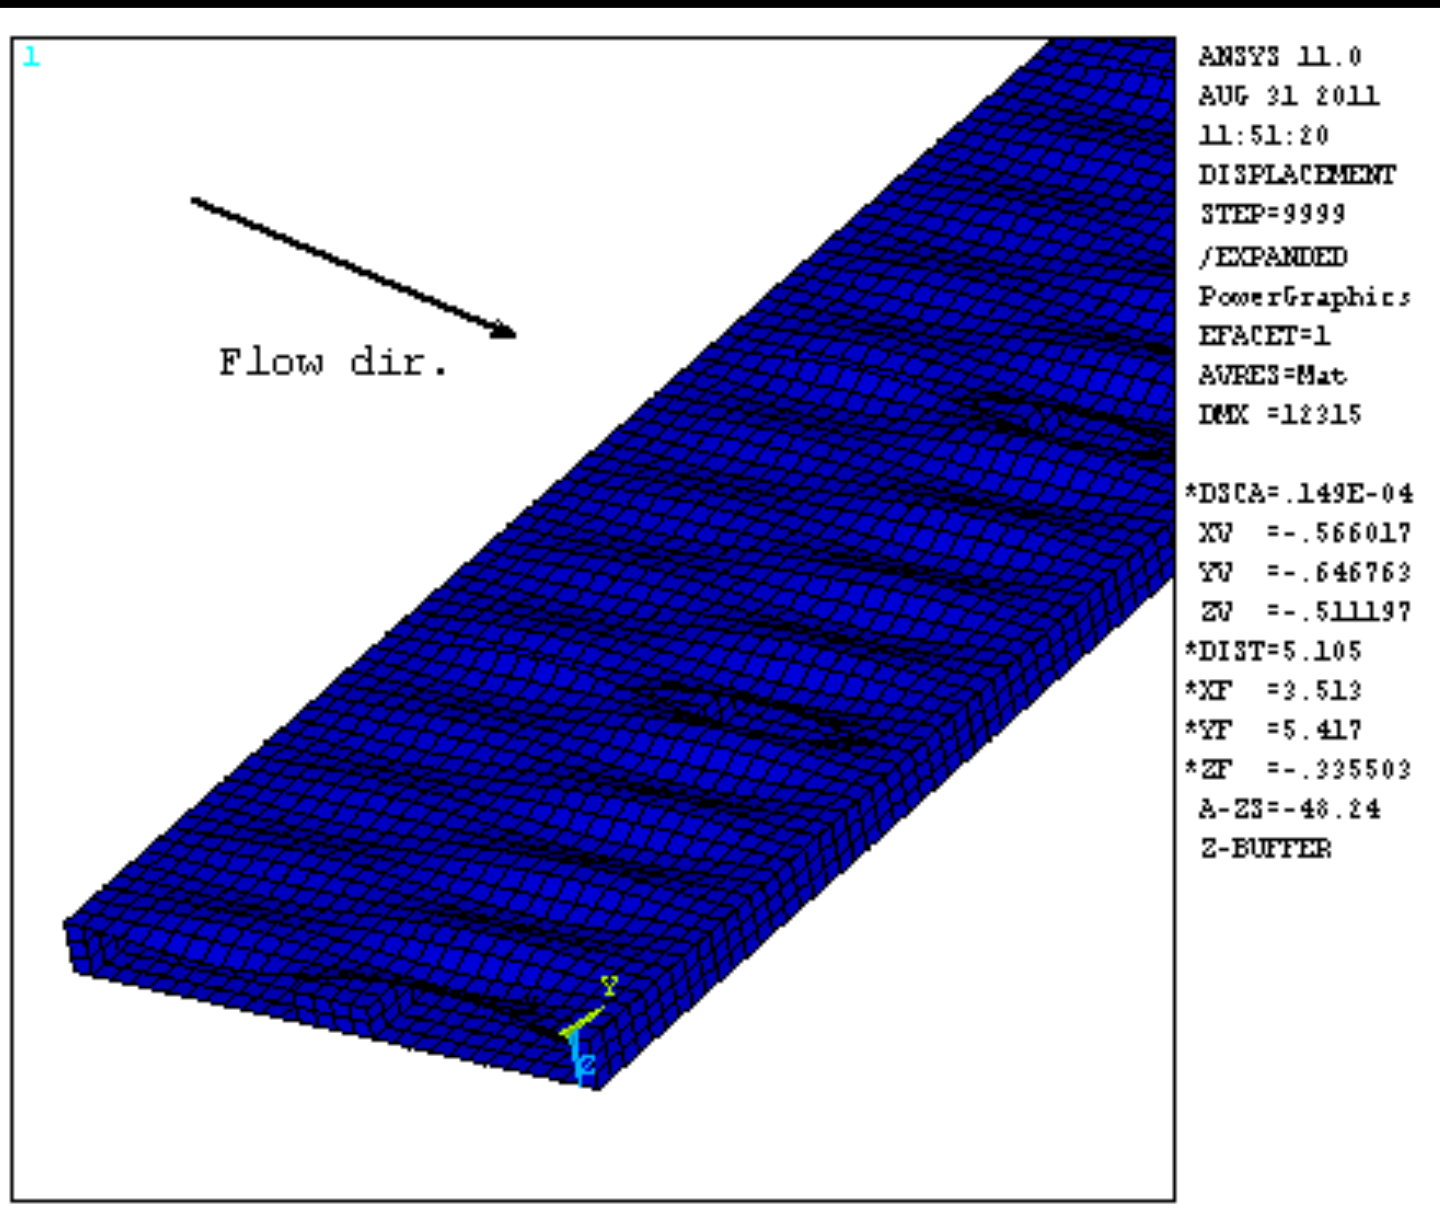 1
Flow dir.
Y
Z
ANSYS 11.0
AUG 31 2011
11:51:20
DISPLACEMENT
STEP=9999
/EXPANDED
PowerGraphics
EFACET=1
AVRES=Mat
DMX =12315
*DSCA=.149E-04
XV =-.566017
YV =-.646763
ZV =-.511197
*DIST=5.105
*XF =3.513
*YF =5.417
*ZF =-.335503
A-ZS=-48.24
Z-BUFFER